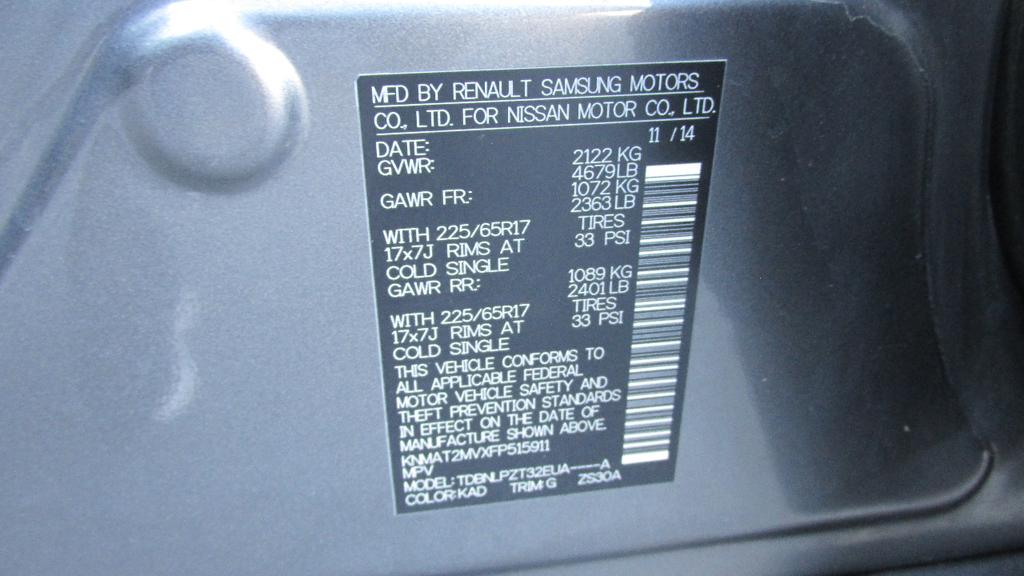 MFD BY RENAULT SAMSUNG MOTORS
CO., LTD. FOR NISSAN MOTOR CO., LTD.
DATE: 11 / 14
GVWR: 2122 KG
4679 LB
GAWR FR: 1072 KG
2363 LB
WITH 225/65R17 TIRES
17x7J RIMS AT 33 PSI
COLD SINGLE
GAWR RR: 1089 KG
2401 LB
WITH 225/65R17 TIRES
17x7J RIMS AT 33 PSI
COLD SINGLE
THIS VEHICLE CONFORMS TO
ALL APPLICABLE FEDERAL
MOTOR VEHICLE SAFETY AND
THEFT PREVENTION STANDARDS
IN EFFECT ON THE DATE OF
MANUFACTURE SHOWN ABOVE.
KNMAT2MVXFP515911
MPV
MODEL: TDBNLPZT32EUA----A
COLOR: KAD TRIM: G ZS30A